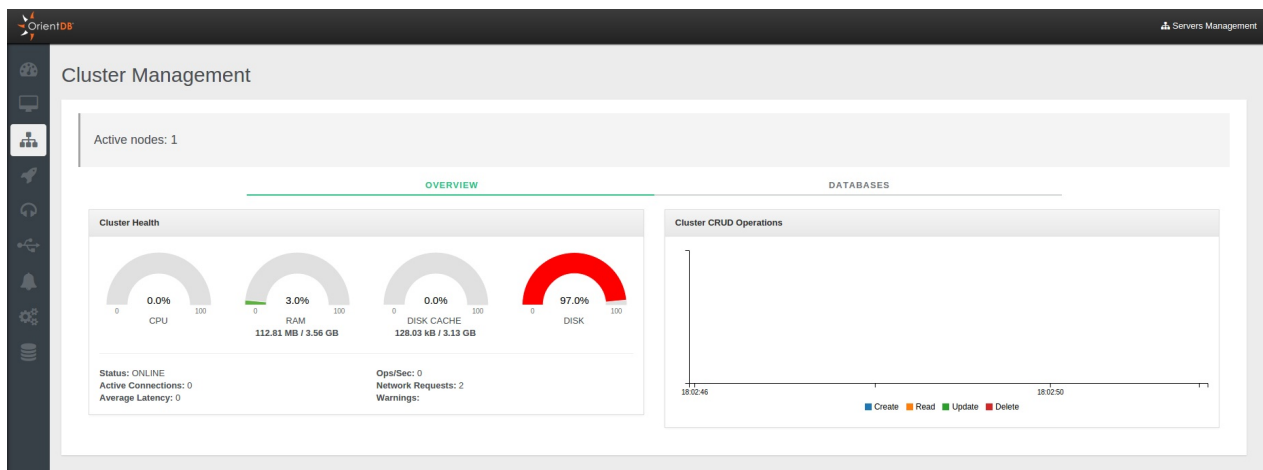 OrientDB
Servers Management
Cluster Management
Active nodes: 1
OVERVIEW
DATABASES
Cluster Health
0.0%
0 100
CPU
3.0%
0 100
RAM
112.81 MB / 3.56 GB
0.0%
0 100
DISK CACHE
128.03 kB / 3.13 GB
97.0%
0 100
DISK
Status: ONLINE
Active Connections: 0
Average Latency: 0
Ops/Sec: 0
Network Requests: 2
Warnings:
Cluster CRUD Operations
18:02:46 18:02:50
Create Read Update Delete